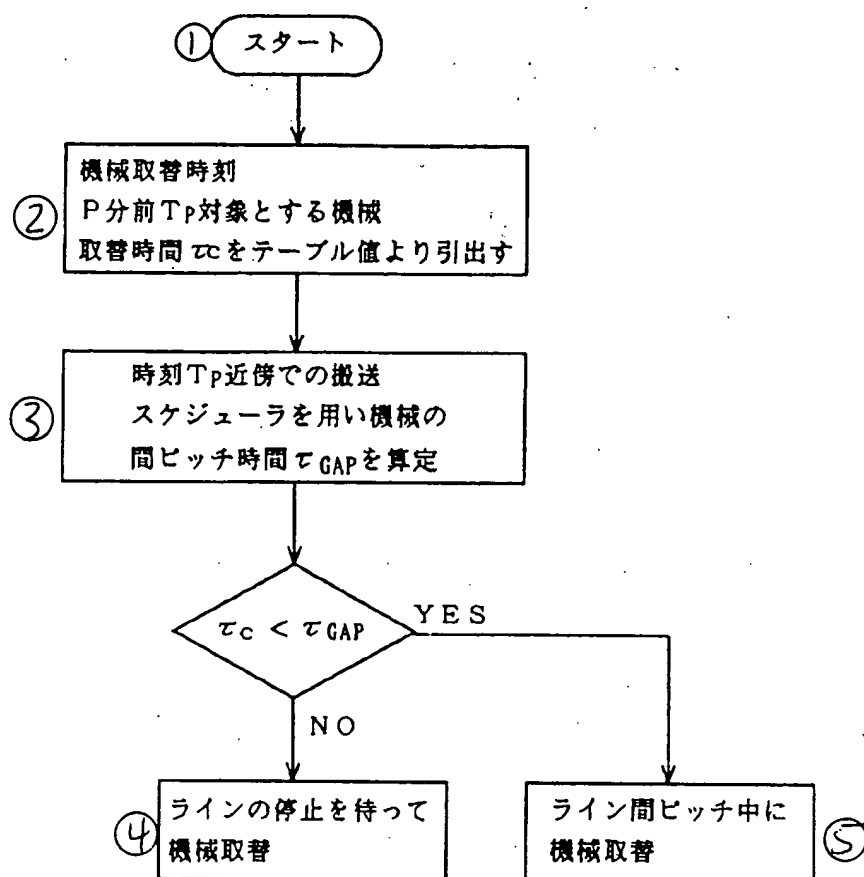 ① スタート
機械取替時刻
② P分前TP対象とする機械
取替時間τCをテーブル値より引出す
時刻TP近傍での搬送
③ スケジューラを用い機械の
間ピッチ時間τGAPを算定
τC < τGAP
YES
NO
ラインの停止を待って
④ 機械取替
ライン間ピッチ中に
機械取替 ⑤